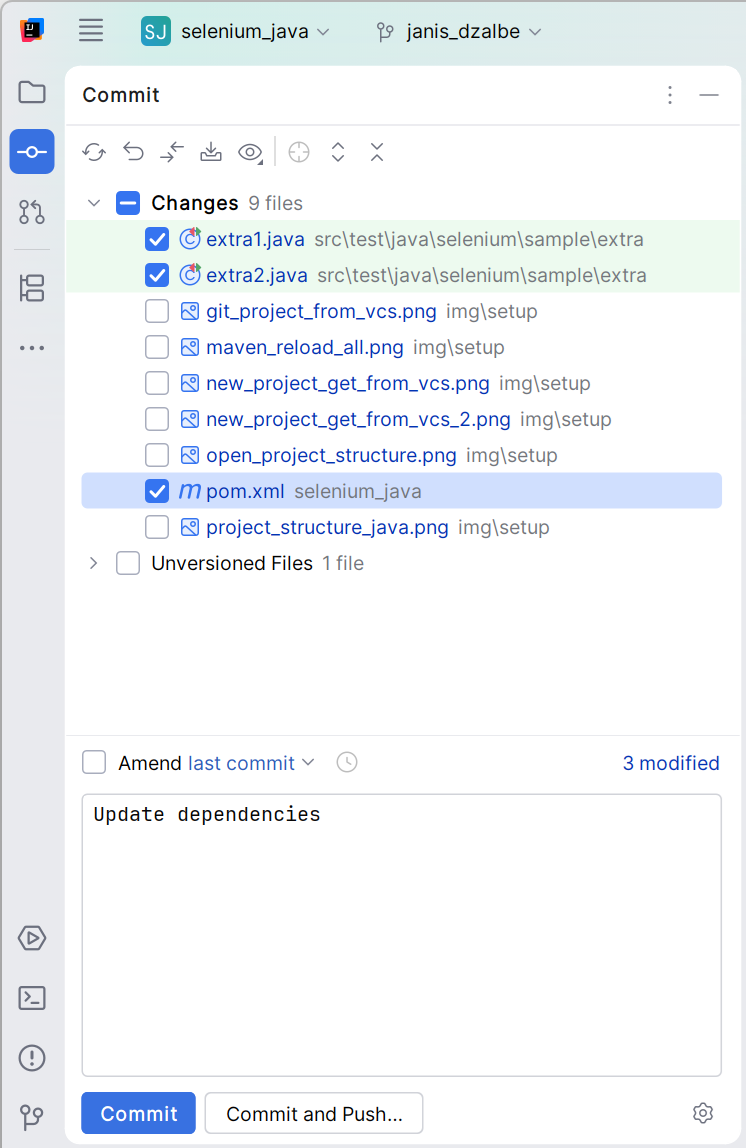 IJ
SJ selenium_java janis_dzalbe
Commit
Changes 9 files
extra1.java src\test\java\selenium\sample\extra
extra2.java src\test\java\selenium\sample\extra
git_project_from_vcs.png img\setup
maven_reload_all.png img\setup
new_project_get_from_vcs.png img\setup
new_project_get_from_vcs_2.png img\setup
open_project_structure.png img\setup
m pom.xml selenium_java
project_structure_java.png img\setup
Unversioned Files 1 file
Amend last commit 3 modified
Update dependencies
Commit Commit and Push...